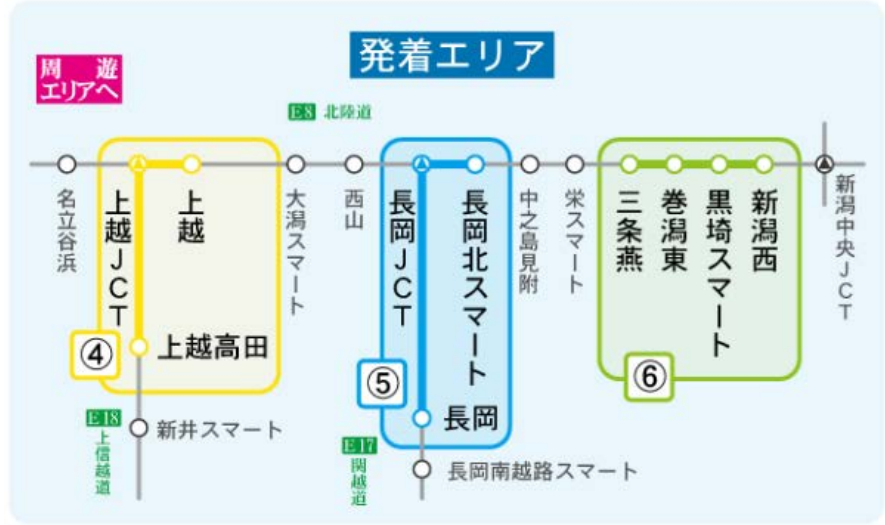 発着エリア
周　遊
エリアへ
E8 北陸道
名立谷浜
上越JCT
上越
大潟スマート
西山
長岡JCT
長岡北スマート
中之島見附
栄スマート
三条燕
巻潟東
黒埼スマート
新潟西
新潟中央JCT
④
上越高田
⑤
⑥
長岡
E18
上信越道
新井スマート
E17
関越道
長岡南越路スマート